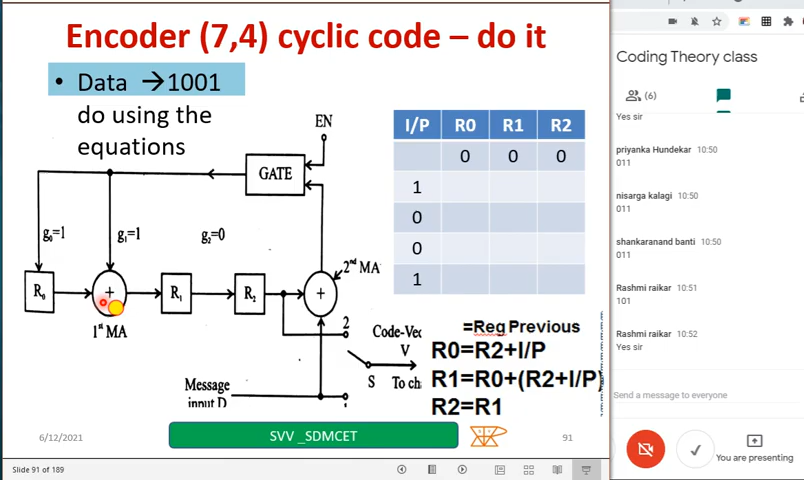 Encoder (7,4) cyclic code – do it
• Data →1001
do using the
equations
EN
GATE
g₀=1
g₁=1
g₂=0
2ⁿᵈ MA
R₀
+
R₁
R₂
+
1ˢᵗ MA
2
Code-Vec
V
S
To ch
Message
input D
I/P R0 R1 R2
0 0 0
1
0
0
1
=Reg Previous
R0=R2+I/P
R1=R0+(R2+I/P)
R2=R1
6/12/2021
SVV _SDMCET
91
Slide 91 of 189
Coding Theory class
(6)
Yes sir
priyanka Hundekar 10:50
011
nisarga kalagi 10:50
011
shankaranand banti 10:50
011
Rashmi raikar 10:51
101
Rashmi raikar 10:52
Yes sir
Send a message to everyone
You are presenting